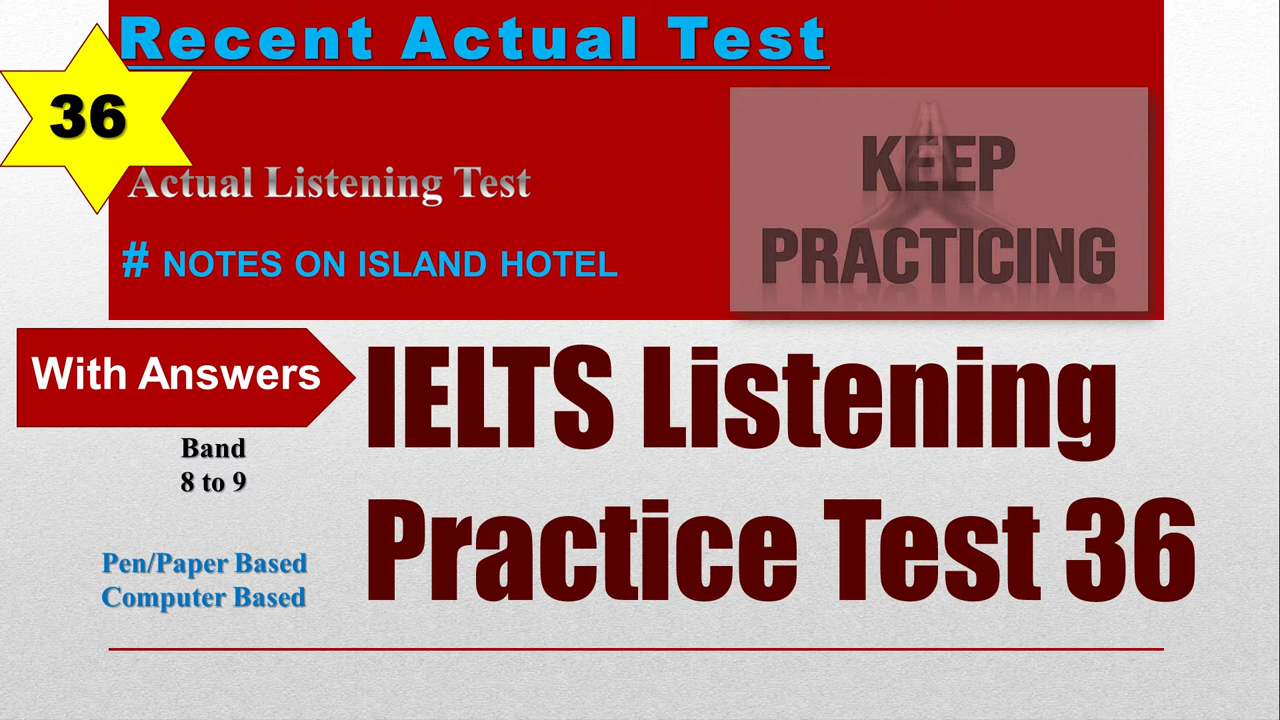 Recent Actual Test
36
KEEP
PRACTICING
Actual Listening Test
# NOTES ON ISLAND HOTEL
With Answers
IELTS Listening
Practice Test 36
Band
8 to 9
Pen/Paper Based
Computer Based